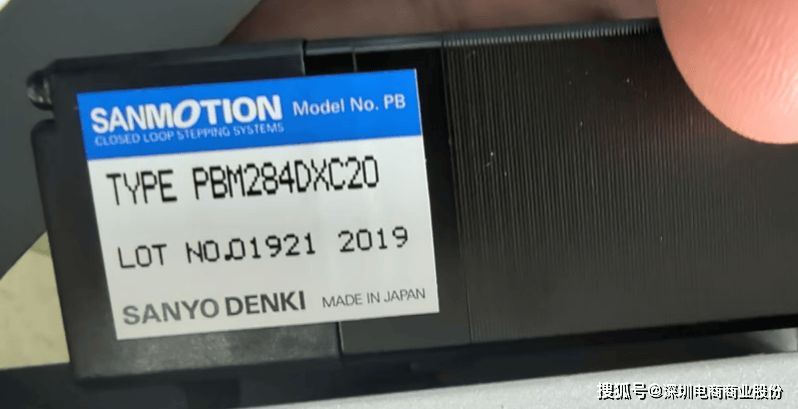 SANMOTION Model No. PB
CLOSED LOOP STEPPING SYSTEMS
TYPE PBM284DXC20
LOT NO.01921 2019
SANYO DENKI MADE IN JAPAN
搜狐号@深圳电商商业股份